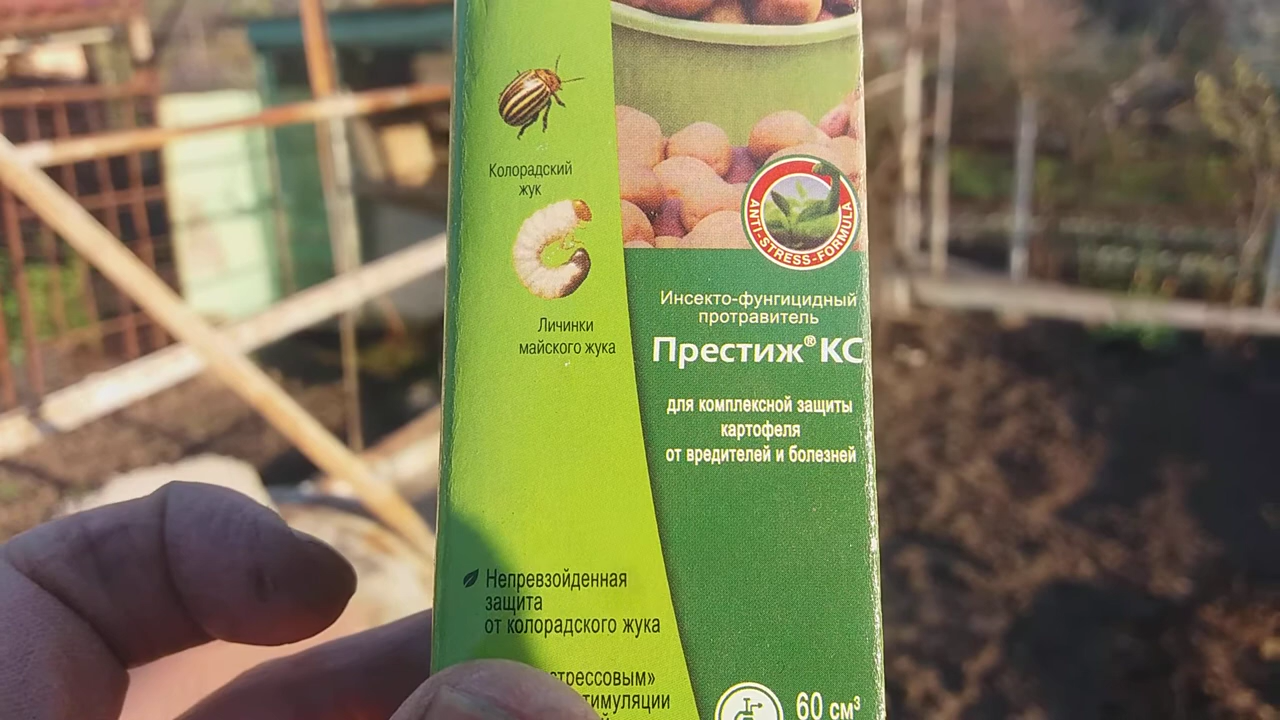 Колорадский
жук
Личинки
майского жука
ANTI-STRESS-FORMULA
Инсекто-фунгицидный
протравитель
Престиж® КС
для комплексной защиты
картофеля
от вредителей и болезней
Непревзойденная
защита
от колорадского жука
60 см³